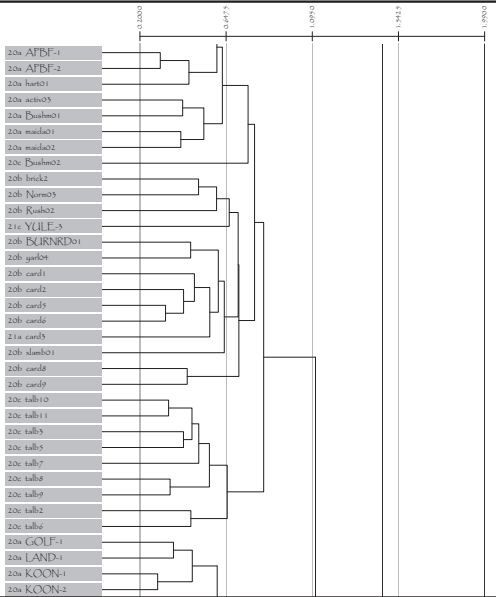 0.2000 0.6475 1.0950 1.5425 1.9900
20a APBF-1
20a APBF-2
20a hart01
20a activ03
20a Bushm01
20a maida01
20a maida02
20c Bushm02
20b brick2
20b Norm03
20b Rush02
21c YULE-3
20b BURNRD01
20b yarl04
20b card1
20b card2
20b card5
20b card6
21a card3
20b slamb01
20b card8
20b card9
20c talb10
20c talb11
20c talb3
20c talb5
20c talb7
20c talb8
20c talb9
20c talb2
20c talb6
20a GOLF-1
20a LAND-1
20a KOON-1
20a KOON-2